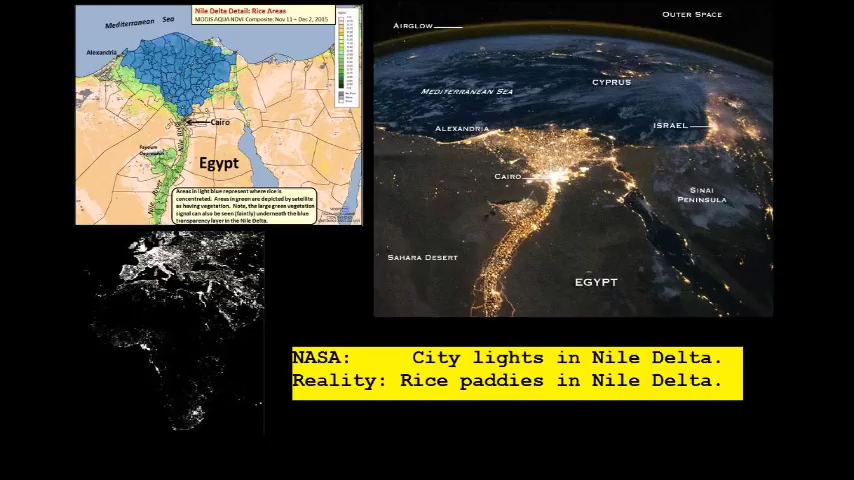 Nile Delta Detail: Rice Areas
MODIS AQUA NDVI Composite: Nov 11 - Dec 2, 2015
Mediterranean Sea
Alexandria
Cairo
Nile River
Fayoum
Depression
Egypt
Areas in light blue represent where rice is
concentrated. Areas in green are depicted by satellite
as having vegetation. Note, the large green vegetation
signal can also be seen (faintly) underneath the blue
transparency layer in the Nile Delta.
OUTER SPACE
AIRGLOW
CYPRUS
MEDITERRANEAN SEA
ISRAEL
ALEXANDRIA
CAIRO
SINAI
PENINSULA
SAHARA DESERT
EGYPT
NASA: City lights in Nile Delta.
Reality: Rice paddies in Nile Delta.